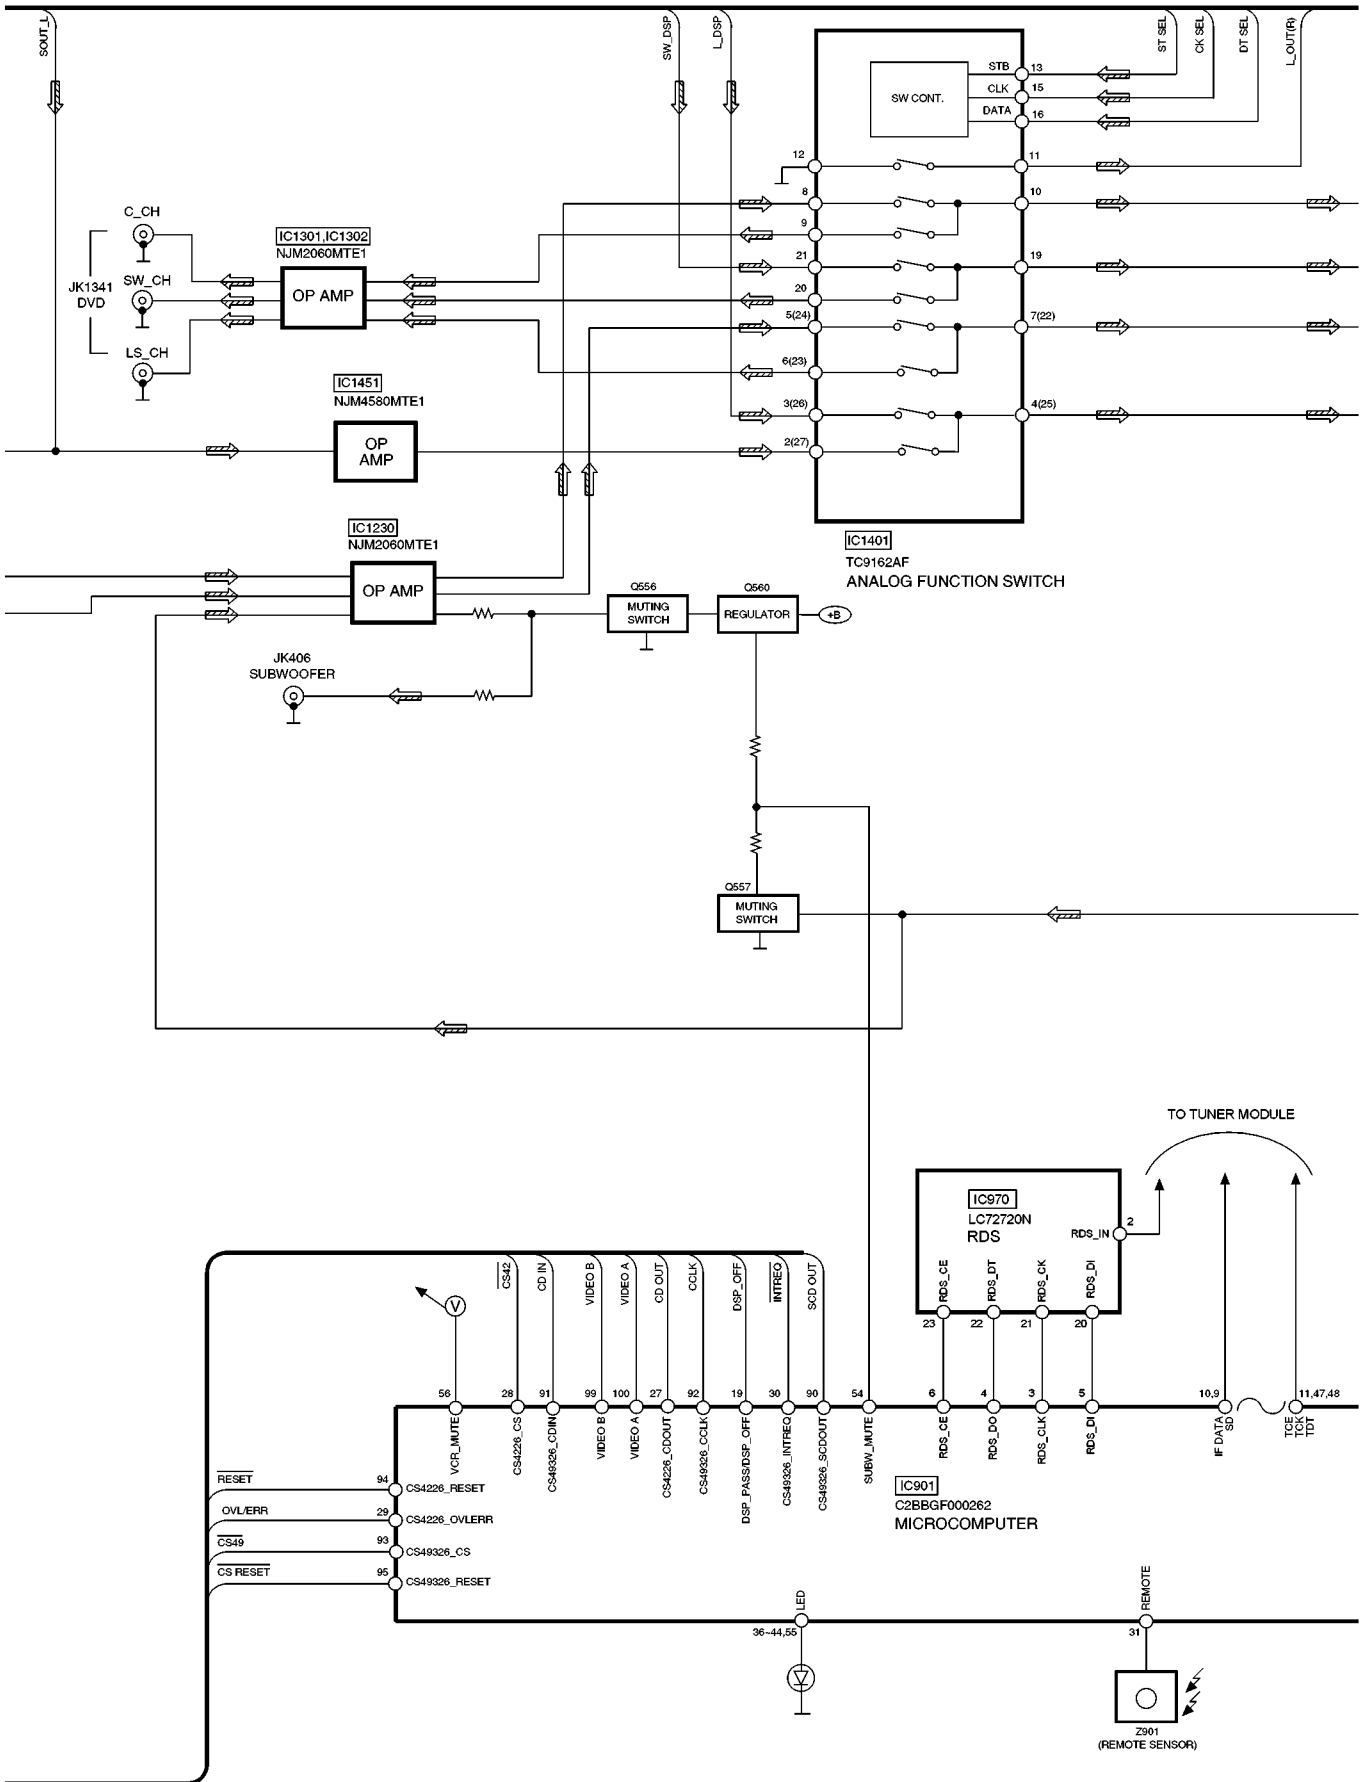 SOUT_L
SW_DSP
L_DSP
ST SEL
CK SEL
DT SEL
L_OUT(R)
SW CONT.
STB
13
CLK
15
DATA
16
12
11
8
10
9
21
19
20
5(24)
7(22)
6(23)
3(26)
4(25)
2(27)
C_CH
IC1301,IC1302
NJM2060MTE1
OP AMP
JK1341
DVD
SW_CH
LS_CH
IC1451
NJM4580MTE1
OP
AMP
IC1401
TC9162AF
ANALOG FUNCTION SWITCH
IC1230
NJM2060MTE1
OP AMP
Q556
MUTING
SWITCH
Q560
REGULATOR
+B
JK406
SUBWOOFER
Q557
MUTING
SWITCH
TO TUNER MODULE
IC970
LC72720N
RDS
RDS_IN
2
RDS_CE
RDS_DT
RDS_CK
RDS_DI
23
22
21
20
V
CS42
CD IN
VIDEO B
VIDEO A
CD OUT
CCLK
DSP_OFF
INTREQ
SCD OUT
56
28
91
99
100
27
92
19
30
90
54
6
4
3
5
10,9
11,47,48
VCR_MUTE
CS4226_CS
CS49326_CDIN
VIDEO B
VIDEO A
CS4226_CDOUT
CS49326_CCLK
DSP_PASS/DSP_OFF
CS49326_INTREQ
CS49326_SCDOUT
SUBW_MUTE
RDS_CE
RDS_DO
RDS_CLK
RDS_DI
IF DATA
SD
TCE
TCK
TDT
IC901
C2BBGF000262
MICROCOMPUTER
RESET
94
CS4226_RESET
OVL/ERR
29
CS4226_OVLERR
CS49
93
CS49326_CS
CS RESET
95
CS49326_RESET
LED
36~44,55
REMOTE
31
Z901
(REMOTE SENSOR)